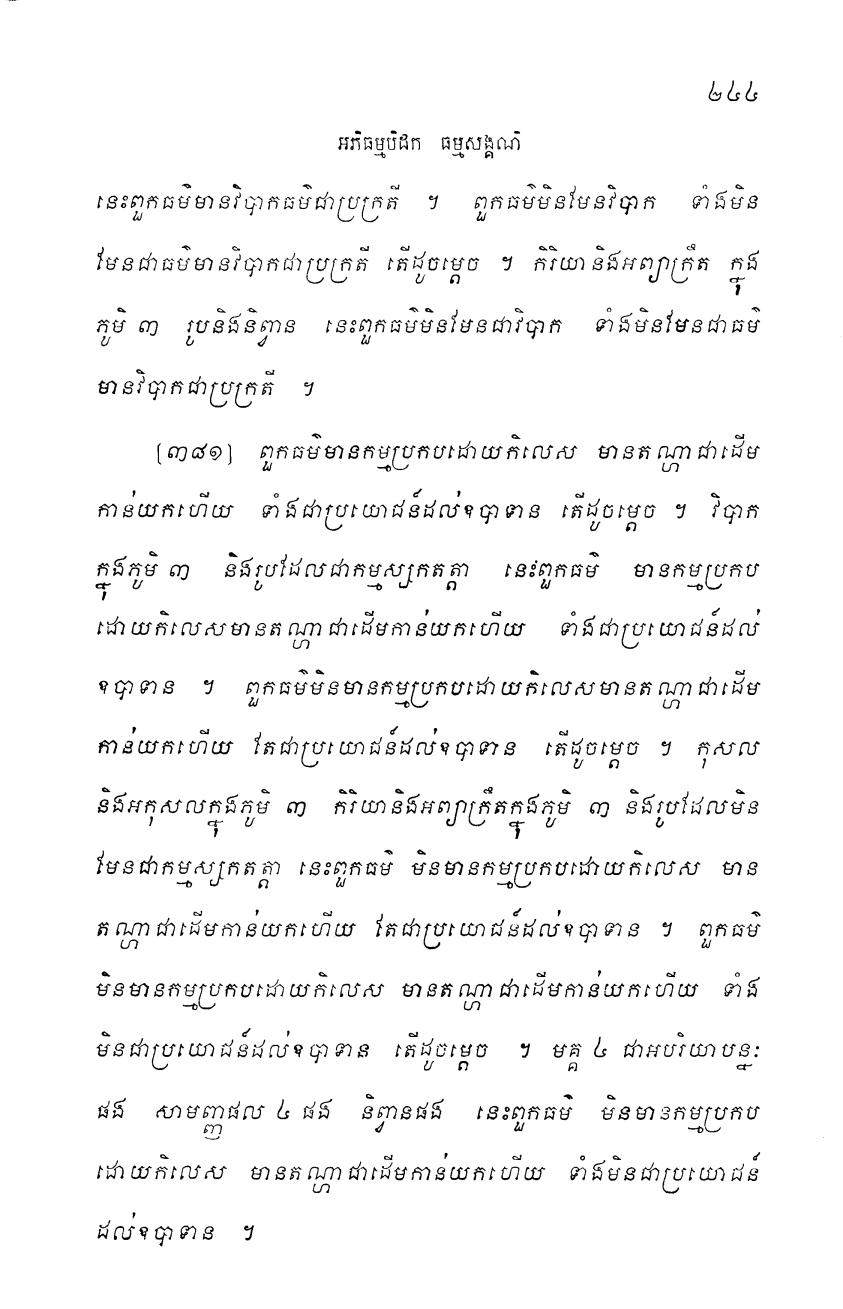 ២៤៤
អភិធម្មបិដក ធម្មសង្គណិ
នេះពួកធម៌មានវិបាកធម៌ជាប្រក្រតី ។ ពួកធម៌មិនមែនវិបាក ទាំងមិន
មែនជាធម៌មានវិបាកជាប្រក្រតី តើដូចម្តេច ។ កិរិយានិងអព្យាក្រឹត ក្នុង
ភូមិ ៣ រូបនិងនិព្វាន នេះពួកធម៌មិនមែនជាវិបាក ទាំងមិនមែនជាធម៌
មានវិបាកជាប្រក្រតី ។
[៣៨១] ពួកធម៌មានកម្មប្រកបដោយកិលេស មានតណ្ហាជាដើម
កាន់យកហើយ ទាំងជាប្រយោជន៍ដល់ឧបាទាន តើដូចម្តេច ។ វិបាក
ក្នុងភូមិ ៣ និងរូបដែលជាកម្មស្សកតត្តា នេះពួកធម៌ មានកម្មប្រកប
ដោយកិលេសមានតណ្ហាជាដើមកាន់យកហើយ ទាំងជាប្រយោជន៍ដល់
ឧបាទាន ។ ពួកធម៌មិនមានកម្មប្រកបដោយកិលេសមានតណ្ហាជាដើម
កាន់យកហើយ តែជាប្រយោជន៍ដល់ឧបាទាន តើដូចម្តេច ។ កុសល
និងអកុសលក្នុងភូមិ ៣ កិរិយានិងអព្យាក្រឹតក្នុងភូមិ ៣ និងរូបដែលមិន
មែនជាកម្មស្សកតត្តា នេះពួកធម៌ មិនមានកម្មប្រកបដោយកិលេស មាន
តណ្ហាជាដើមកាន់យកហើយ តែជាប្រយោជន៍ដល់ឧបាទាន ។ ពួកធម៌
មិនមានកម្មប្រកបដោយកិលេស មានតណ្ហាជាដើមកាន់យកហើយ ទាំង
មិនជាប្រយោជន៍ដល់ឧបាទាន តើដូចម្តេច ។ មគ្គ ៤ ជាអបរិយាបន្នៈ
ផង សាមញ្ញផល ៤ ផង និព្វានផង នេះពួកធម៌ មិនមានកម្មប្រកប
ដោយកិលេស មានតណ្ហាជាដើមកាន់យកហើយ ទាំងមិនជាប្រយោជន៍
ដល់ឧបាទាន ។